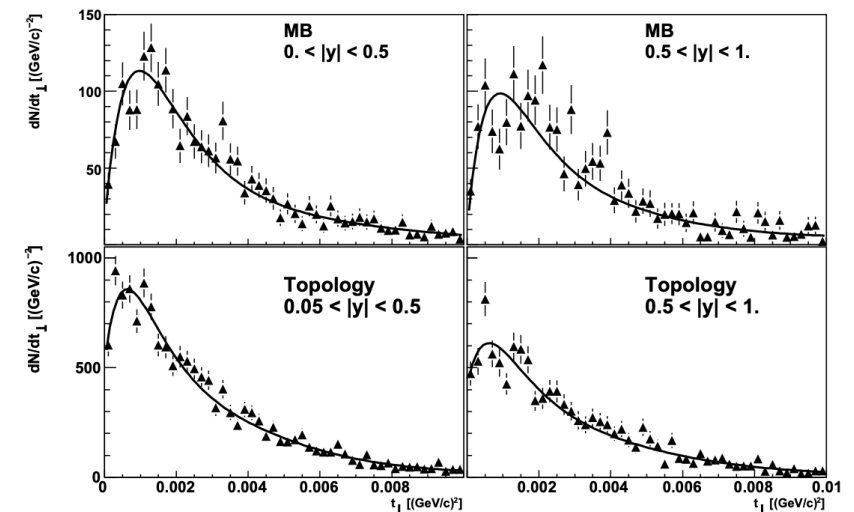 150
100
50
dN/dt⊥ [(GeV/c)⁻²]
MB
0. < |y| < 0.5
MB
0.5 < |y| < 1.
1000
500
0
dN/dt⊥ [(GeV/c)⁻²]
Topology
0.05 < |y| < 0.5
Topology
0.5 < |y| < 1.
0 0.002 0.004 0.006 0.008
0.002 0.004 0.006 0.008 0.01
t⊥ [(GeV/c)²]
t⊥ [(GeV/c)²]